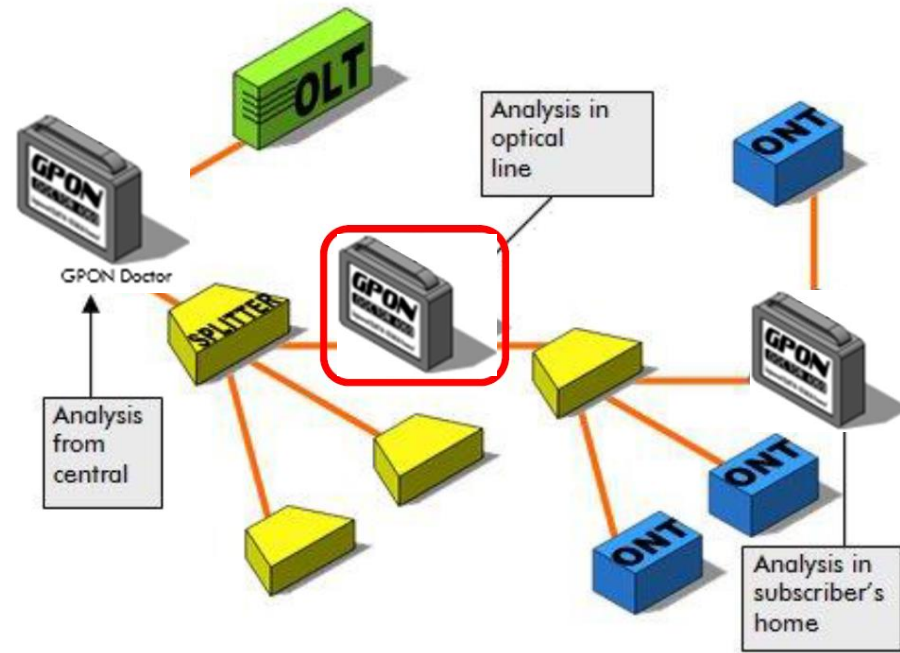 OLT
GPON
GPON Doctor
Analysis
from
central
SPLITTER
Analysis in
optical
line
GPON
ONT
GPON
ONT
ONT
Analysis in
subscriber's
home